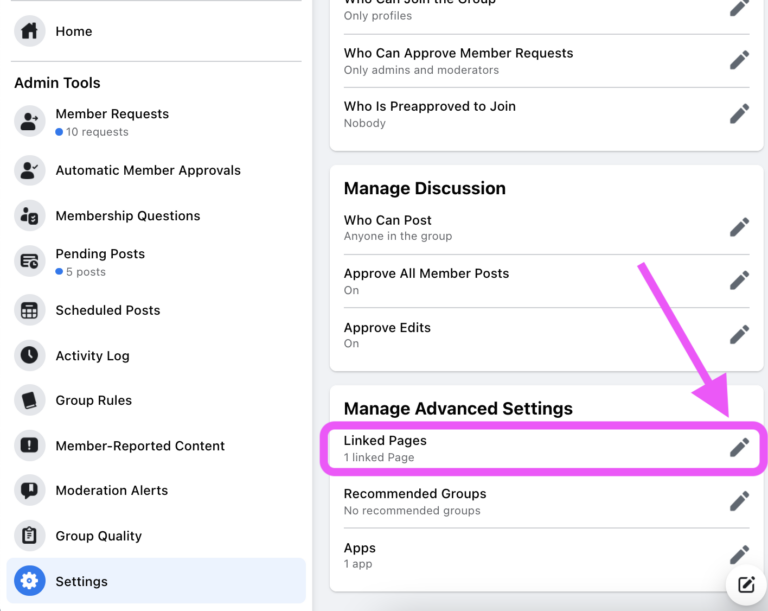 Home
Admin Tools
Member Requests
10 requests
Automatic Member Approvals
Membership Questions
Pending Posts
5 posts
Scheduled Posts
Activity Log
Group Rules
Member-Reported Content
Moderation Alerts
Group Quality
Settings
Who Can Join the Group
Only profiles
Who Can Approve Member Requests
Only admins and moderators
Who Is Preapproved to Join
Nobody
Manage Discussion
Who Can Post
Anyone in the group
Approve All Member Posts
On
Approve Edits
On
Manage Advanced Settings
Linked Pages
1 linked Page
Recommended Groups
No recommended groups
Apps
1 app